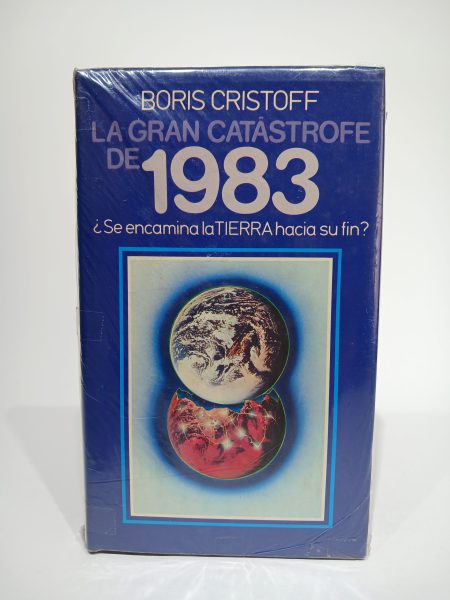 BORIS CRISTOFF
LA GRAN CATÁSTROFE
DE 1983
¿Se encamina la TIERRA hacia su fin?